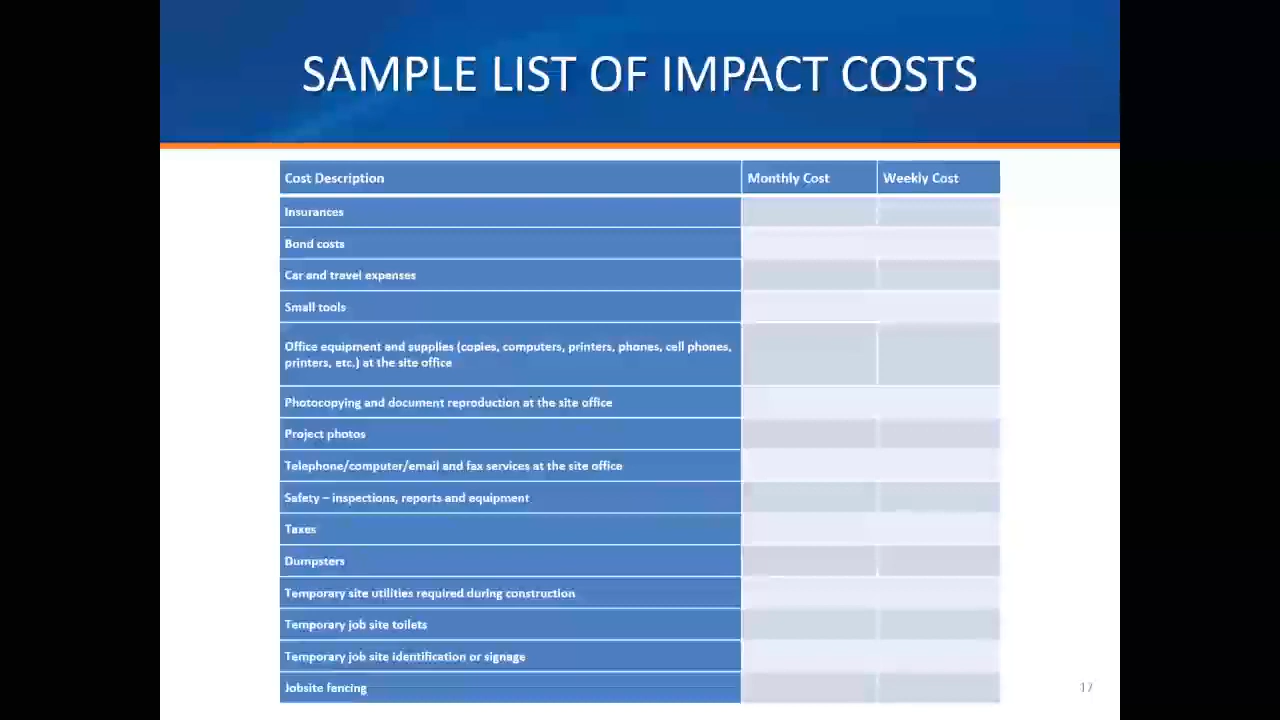 SAMPLE LIST OF IMPACT COSTS
Cost Description Monthly Cost Weekly Cost
Insurances
Bond costs
Car and travel expenses
Small tools
Office equipment and supplies (copies, computers, printers, phones, cell phones,
printers, etc.) at the site office
Photocopying and document reproduction at the site office
Project photos
Telephone/computer/email and fax services at the site office
Safety – inspections, reports and equipment
Taxes
Dumpsters
Temporary site utilities required during construction
Temporary job site toilets
Temporary job site identification or signage
Jobsite fencing
17